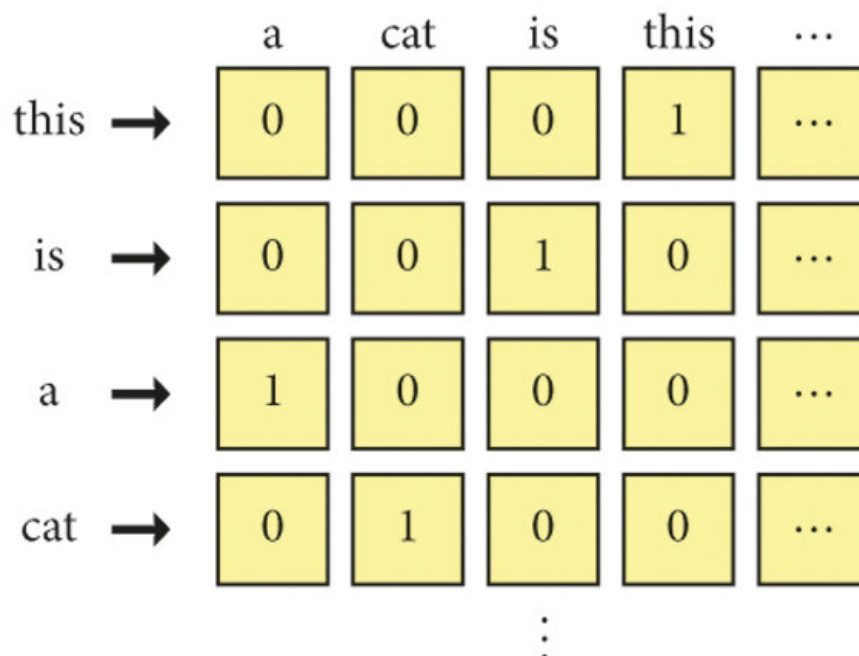 a cat is this ...
this → 0 0 0 1 ...
is → 0 0 1 0 ...
a → 1 0 0 0 ...
cat → 0 1 0 0 ...
⋮